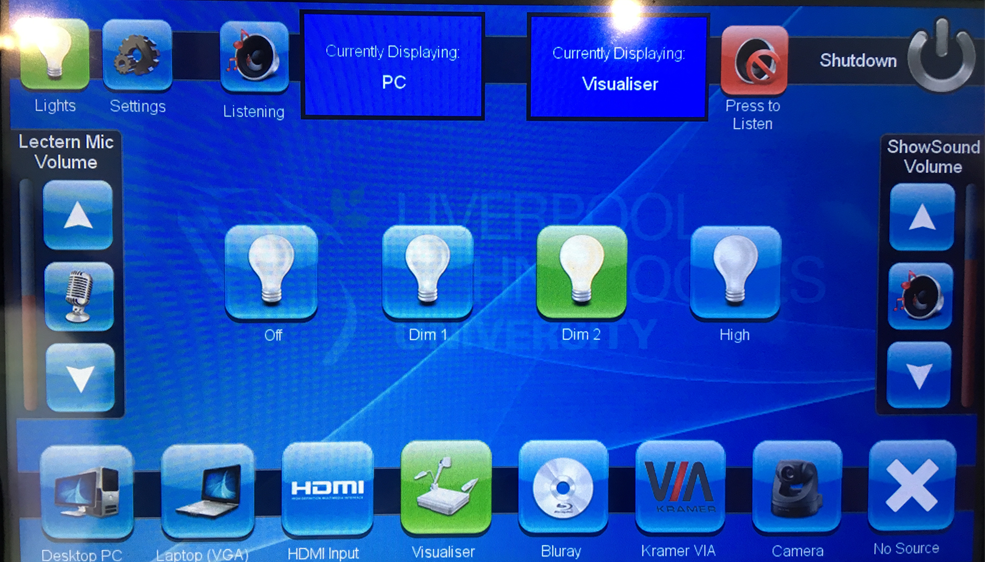 Currently Displaying:
PC
Currently Displaying:
Visualiser
Shutdown
Lights
Settings
Listening
Press to
Listen
Lectern Mic
Volume
ShowSound
Volume
LIVERPOOL
UNIVERSITY
Off
Dim 1
Dim 2
High
HDMI
VIA
KRAMER
Desktop PC
Laptop (VGA)
HDMI Input
Visualiser
Bluray
Kramer VIA
Camera
No Source